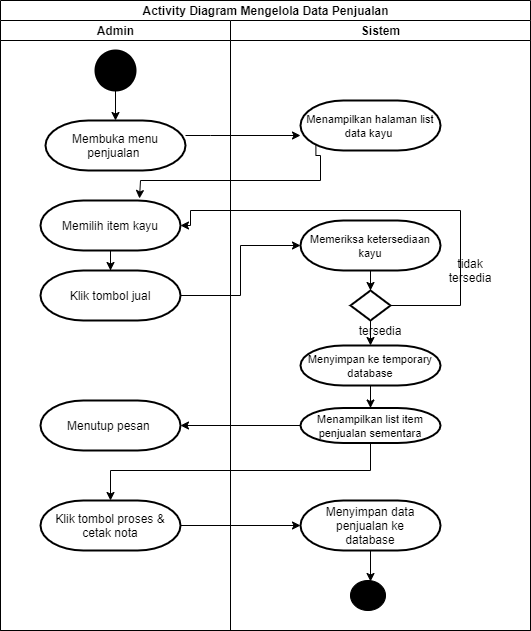 Activity Diagram Mengelola Data Penjualan
Admin
Sistem
Membuka menu
penjualan
Menampilkan halaman list
data kayu
Memilih item kayu
Memeriksa ketersediaan
kayu
tidak
tersedia
Klik tombol jual
tersedia
Menyimpan ke temporary
database
Menutup pesan
Menampilkan list item
penjualan sementara
Klik tombol proses &
cetak nota
Menyimpan data
penjualan ke
database